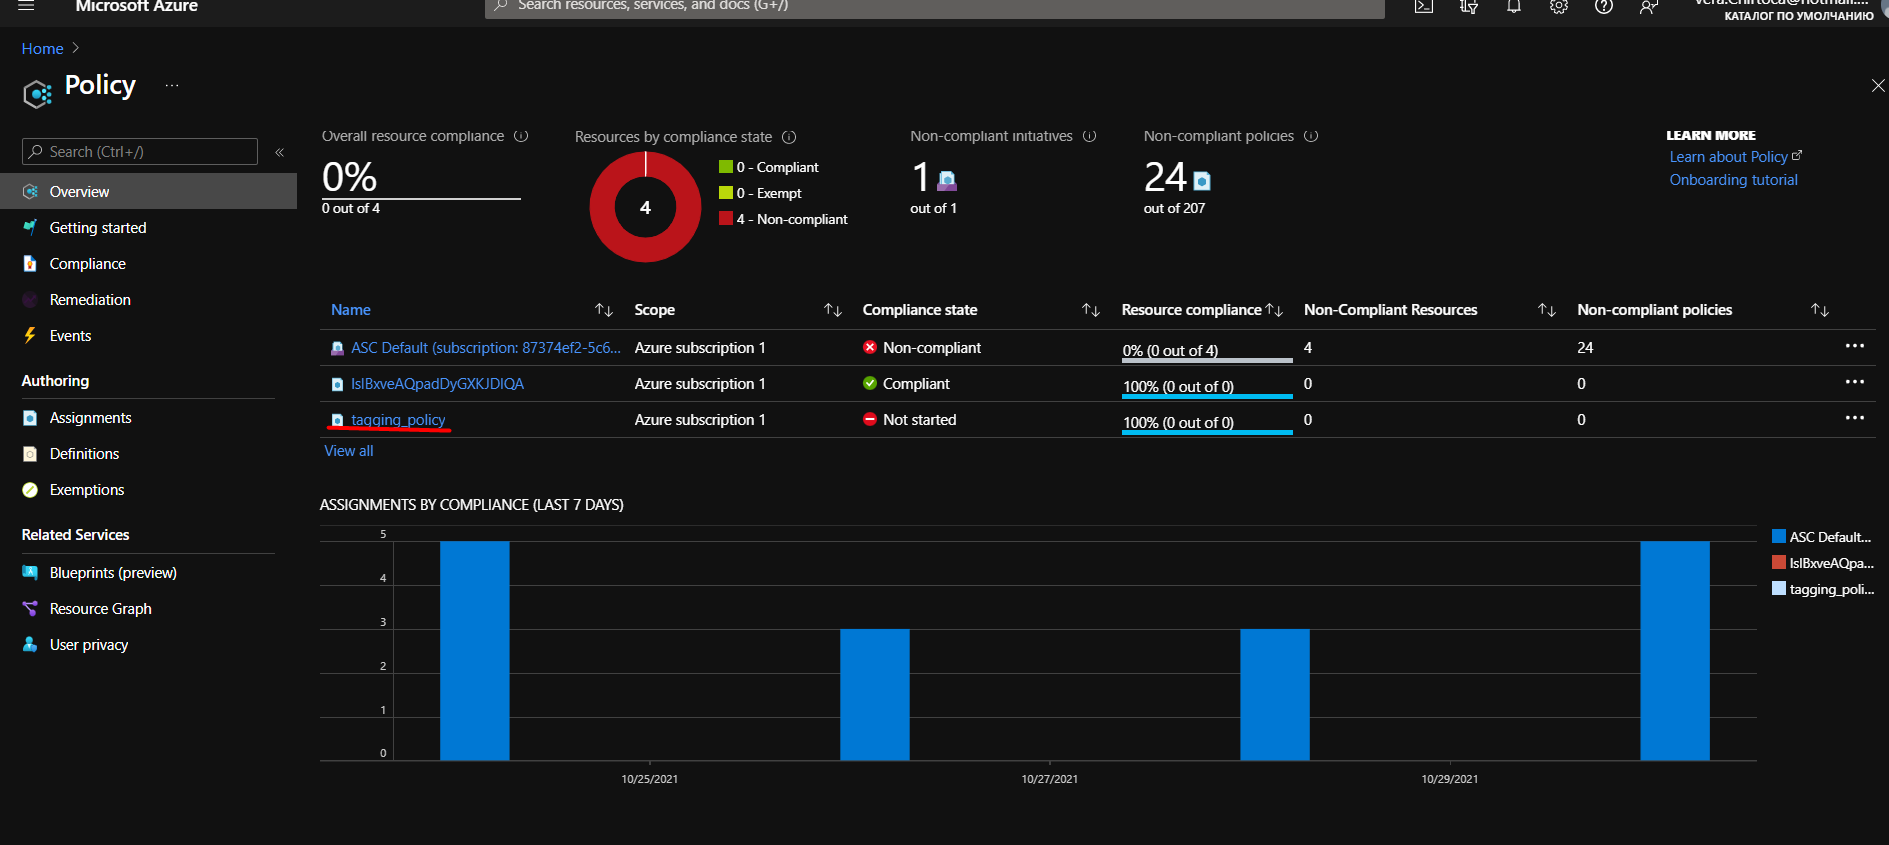 Microsoft Azure
Search resources, services, and docs (G+/)
КАТАЛОГ ПО УМОЛЧАНИЮ
Home
Policy
...
Search (Ctrl+/)
Overview
Getting started
Compliance
Remediation
Events
Authoring
Assignments
Definitions
Exemptions
Related Services
Blueprints (preview)
Resource Graph
User privacy
Overall resource compliance
0%
0 out of 4
Resources by compliance state
4
0 - Compliant
0 - Exempt
4 - Non-compliant
Non-compliant initiatives
1
out of 1
Non-compliant policies
24
out of 207
LEARN MORE
Learn about Policy
Onboarding tutorial
Name Scope Compliance state Resource compliance Non-Compliant Resources Non-compliant policies
ASC Default (subscription: 87374ef2-5c6... Azure subscription 1 Non-compliant 0% (0 out of 4) 4 24 ...
Azure subscription 1 Compliant 100% (0 out of 0) 0 0 ...
tagging_policy Azure subscription 1 Not started 100% (0 out of 0) 0 0 ...
View all
ASSIGNMENTS BY COMPLIANCE (LAST 7 DAYS)
5
4
3
2
1
0
10/25/2021 10/27/2021 10/29/2021
ASC Default...
tagging_poli...